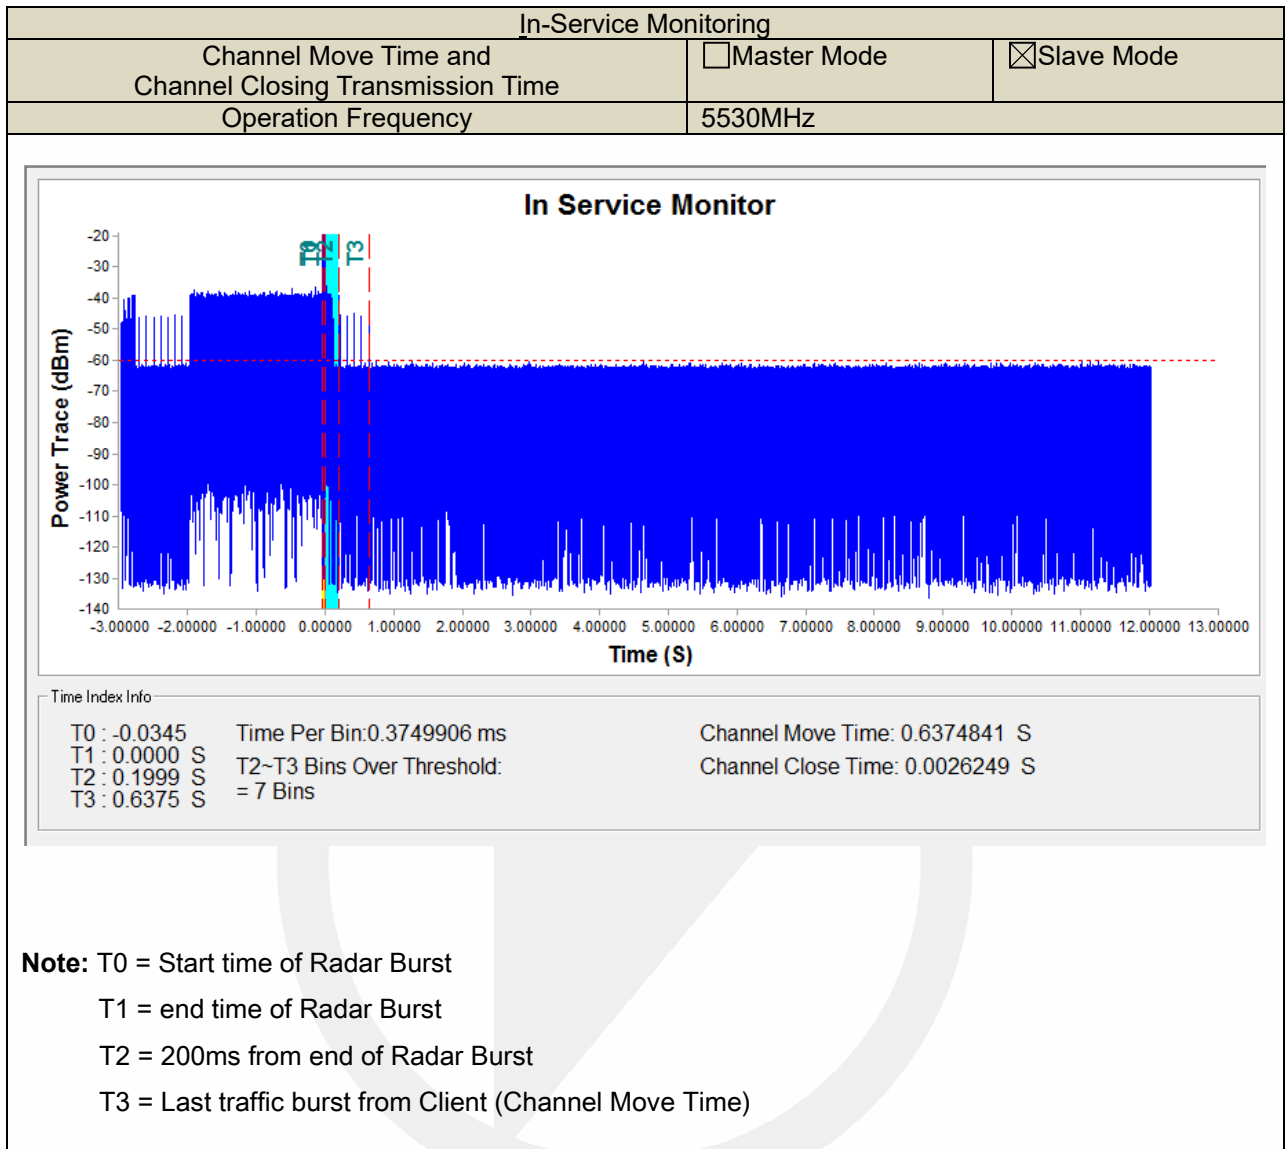 In-Service Monitoring
Channel Move Time and
Channel Closing Transmission Time
☐Master Mode
☒Slave Mode
Operation Frequency
5530MHz
In Service Monitor
T0 T1 T2 T3
Power Trace (dBm)
-20
-30
-40
-50
-60
-70
-80
-90
-100
-110
-120
-130
-140
-3.00000 -2.00000 -1.00000 0.00000 1.00000 2.00000 3.00000 4.00000 5.00000 6.00000 7.00000 8.00000 9.00000 10.00000 11.00000 12.00000 13.00000
Time (S)
Time Index Info
T0 : -0.0345
T1 : 0.0000 S
T2 : 0.1999 S
T3 : 0.6375 S
Time Per Bin:0.3749906 ms
T2~T3 Bins Over Threshold:
= 7 Bins
Channel Move Time: 0.6374841 S
Channel Close Time: 0.0026249 S
Note: T0 = Start time of Radar Burst
T1 = end time of Radar Burst
T2 = 200ms from end of Radar Burst
T3 = Last traffic burst from Client (Channel Move Time)